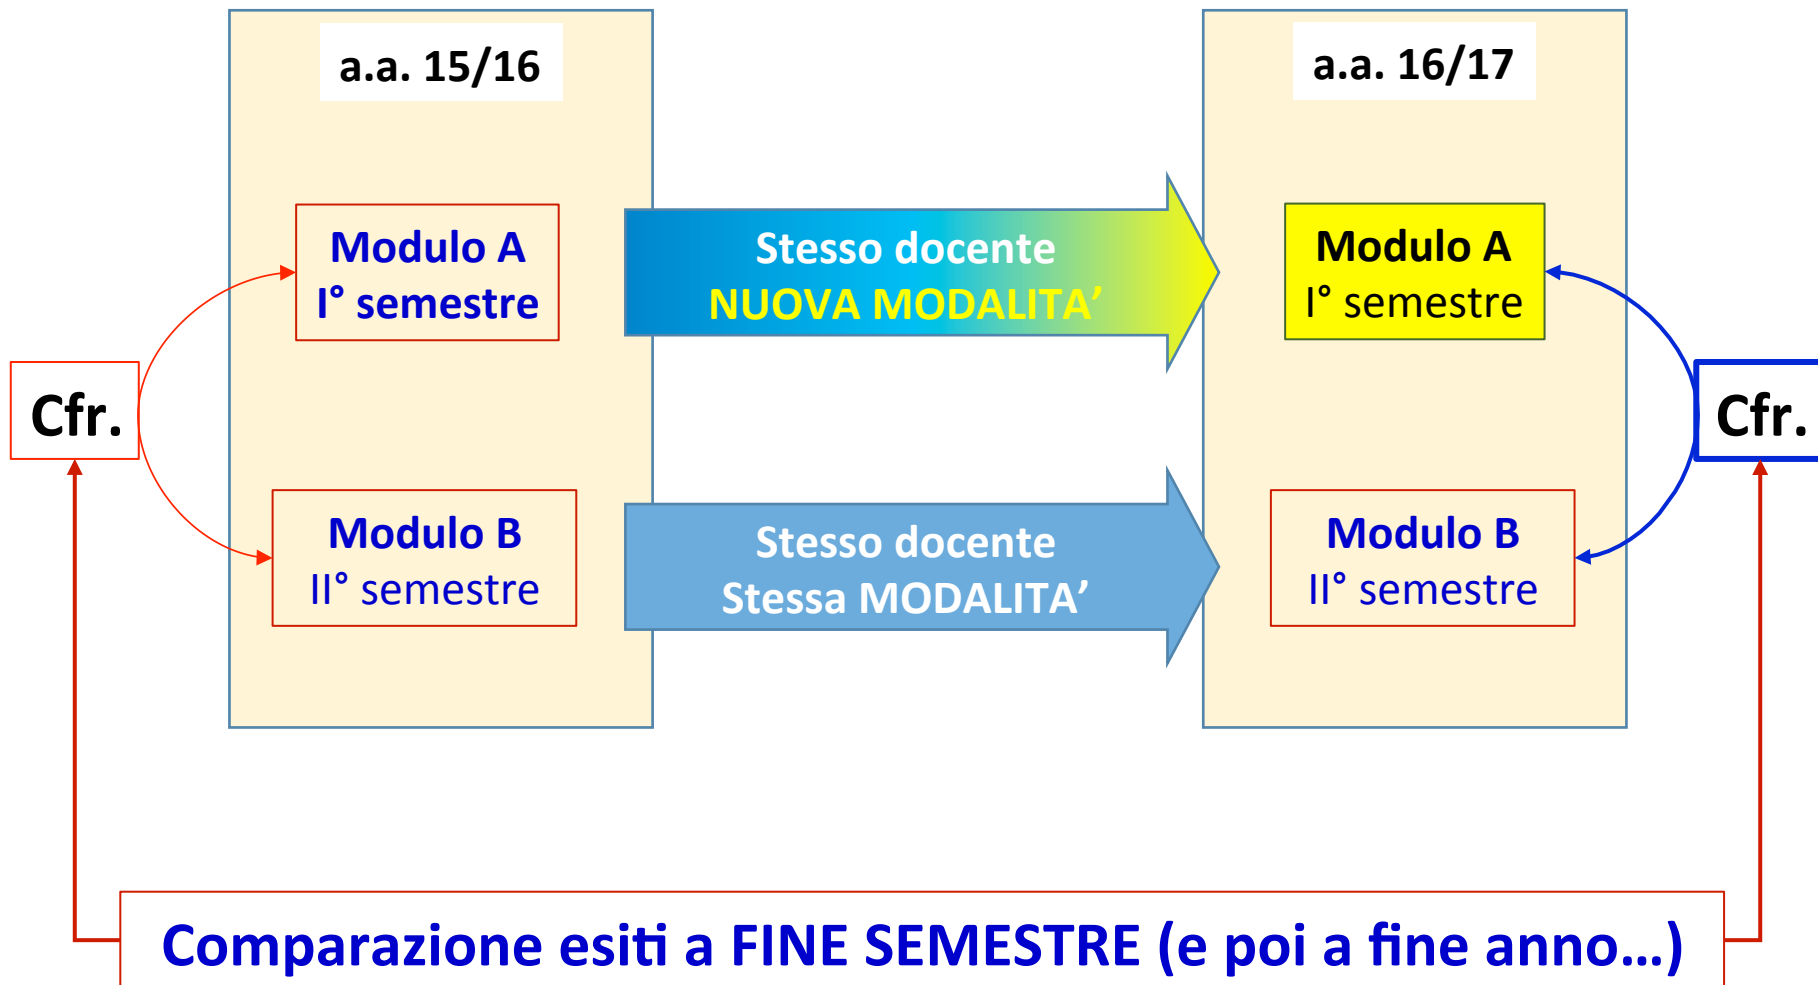 a.a. 15/16
a.a. 16/17
Modulo A
I° semestre
Stesso docente
NUOVA MODALITA’
Modulo A
I° semestre
Cfr.
Cfr.
Modulo B
II° semestre
Stesso docente
Stessa MODALITA’
Modulo B
II° semestre
Comparazione esiti a FINE SEMESTRE (e poi a fine anno...)